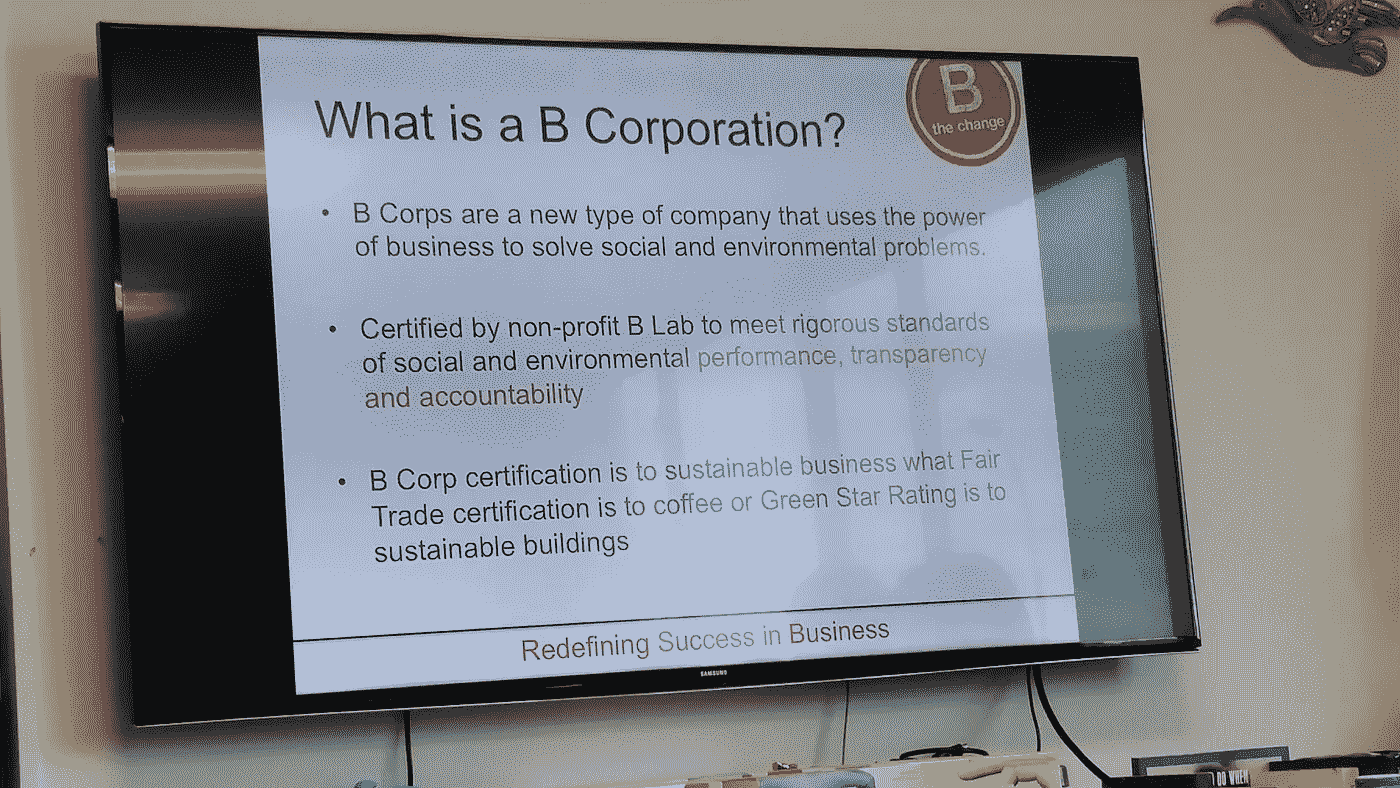 B
the change
What is a B Corporation?
• B Corps are a new type of company that uses the power
of business to solve social and environmental problems.
• Certified by non-profit B Lab to meet rigorous standards
of social and environmental performance, transparency
and accountability
• B Corp certification is to sustainable business what Fair
Trade certification is to coffee or Green Star Rating is to
sustainable buildings
Redefining Success in Business
SAMSUNG
DO WHEN